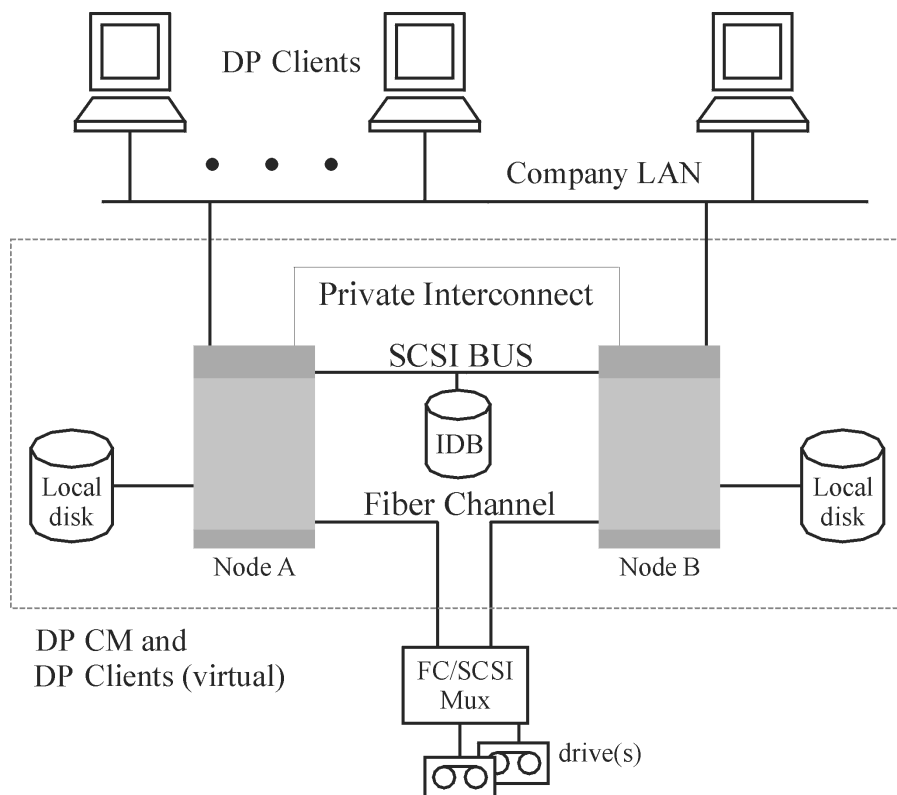 DP Clients
Company LAN
Private Interconnect
SCSI BUS
IDB
Local
disk
Fiber Channel
Local
disk
Node A
Node B
DP CM and
DP Clients (virtual)
FC/SCSI
Mux
drive(s)